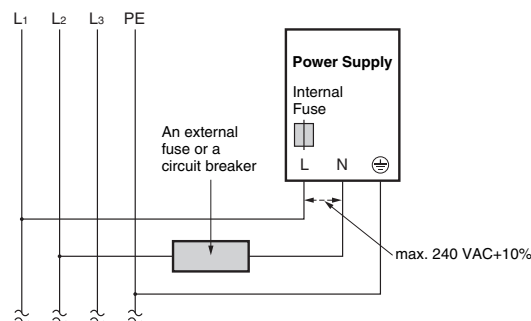 L1 L2 L3 PE
Power Supply
Internal
Fuse
An external
fuse or a
circuit breaker
L N
max. 240 VAC+10%